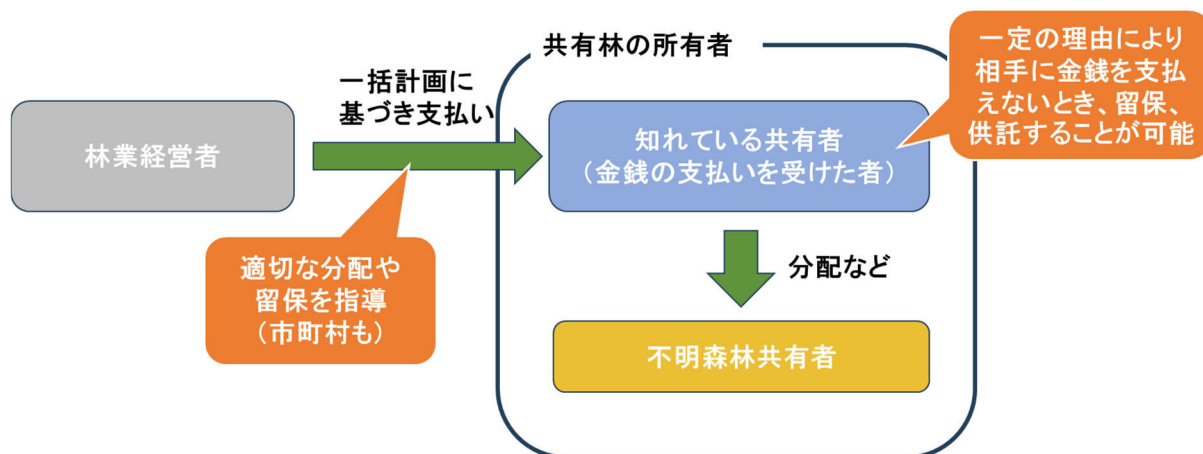 共有林の所有者
一定の理由により
相手に金銭を支払
えないとき、留保、
供託することが可能
一括計画に
基づき支払い
林業経営者
知れている共有者
（金銭の支払いを受けた者）
適切な分配や
留保を指導
（市町村も）
分配など
不明森林共有者